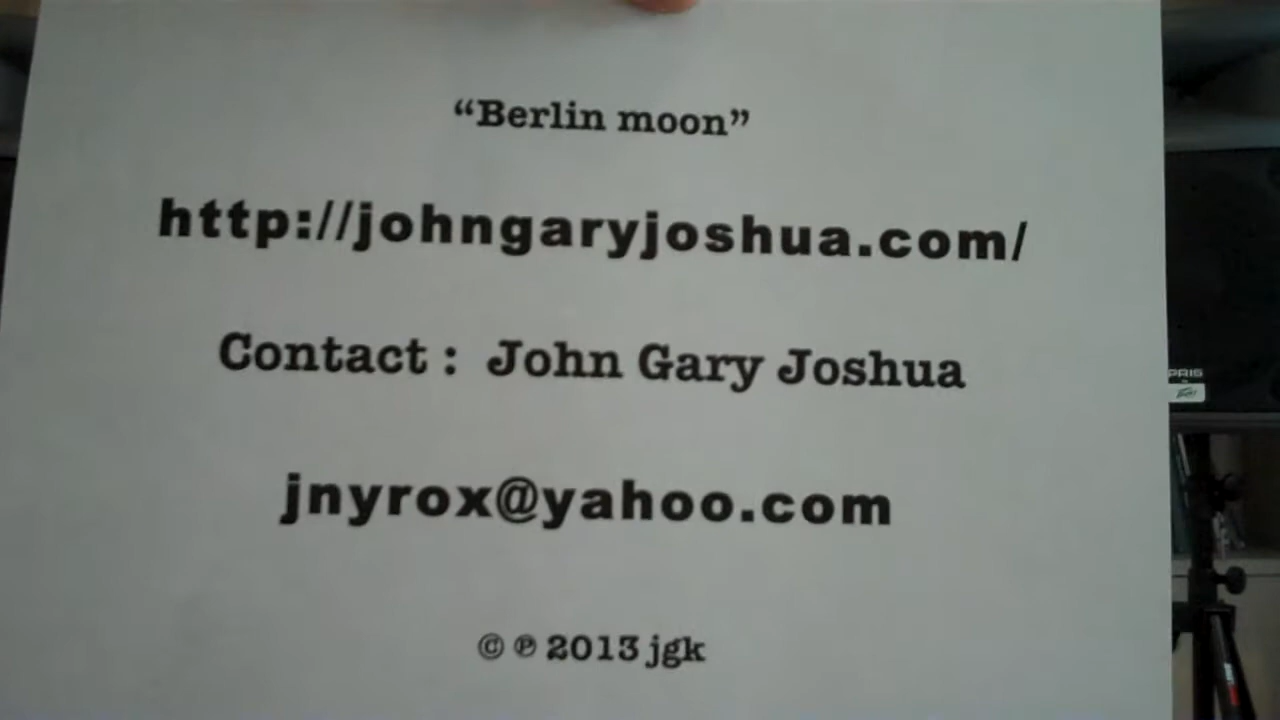 “Berlin moon”
http://johngaryjoshua.com/
Contact : John Gary Joshua
jnyrox@yahoo.com
© ℗ 2013 jgk